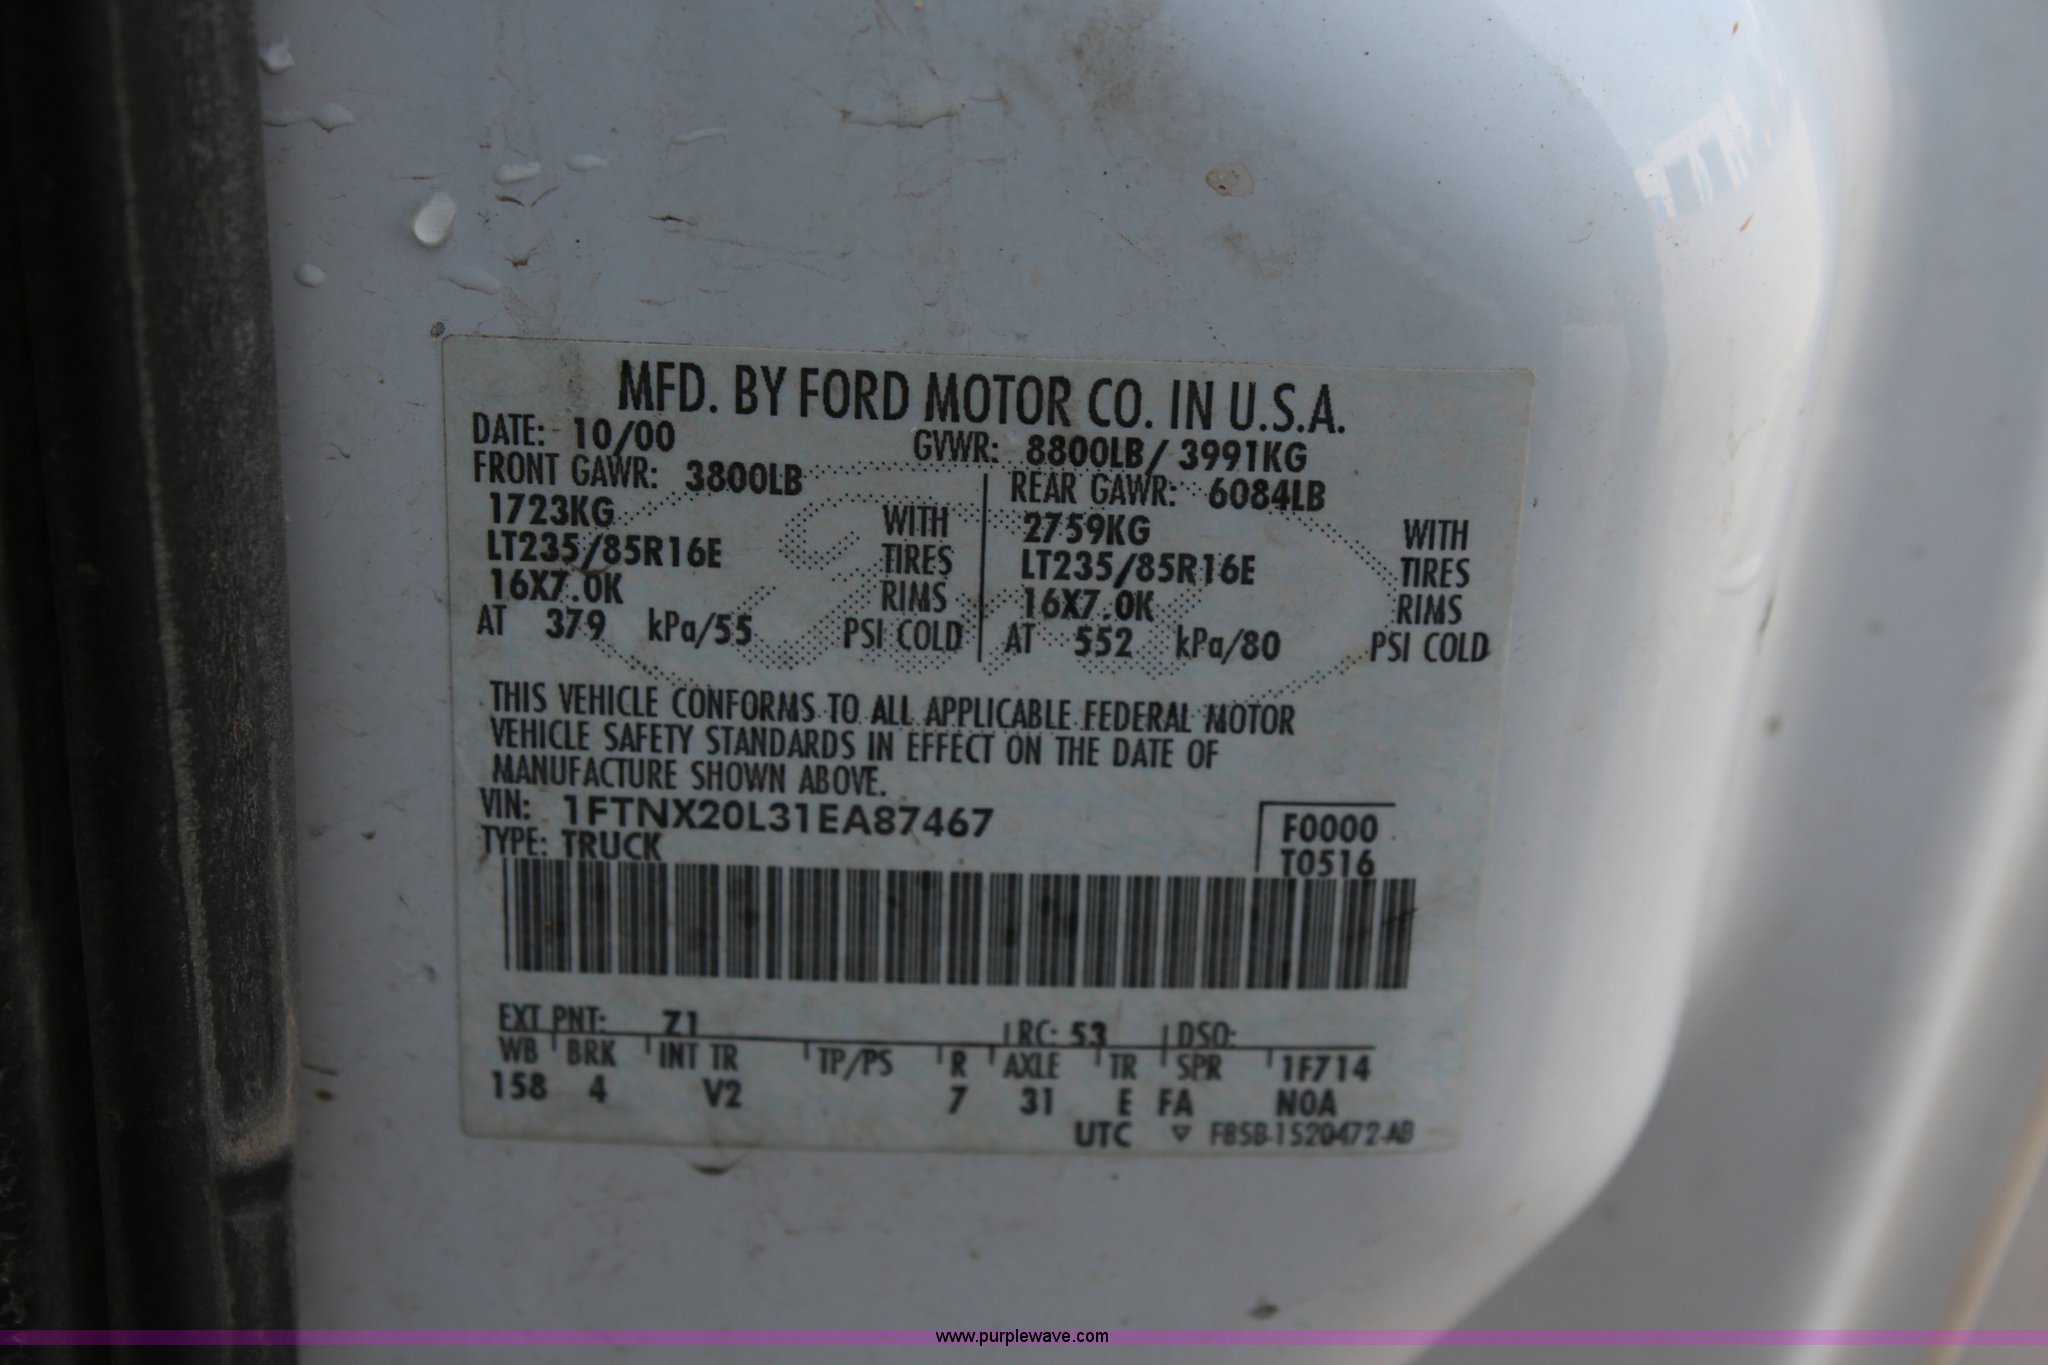 MFD. BY FORD MOTOR CO. IN U.S.A.
DATE: 10/00 GVWR: 8800LB/ 3991KG
FRONT GAWR: 3800LB REAR GAWR: 6084LB
1723KG WITH 2759KG WITH
LT235/85R16E TIRES LT235/85R16E TIRES
16X7.0K RIMS 16X7.0K RIMS
AT 379 kPa/55 PSI COLD AT 552 kPa/80 PSI COLD
THIS VEHICLE CONFORMS TO ALL APPLICABLE FEDERAL MOTOR
VEHICLE SAFETY STANDARDS IN EFFECT ON THE DATE OF
MANUFACTURE SHOWN ABOVE.
VIN: 1FTNX20L31EA87467 F0000
TYPE: TRUCK T0516
EXT PNT: Z1 RC: 53 DSO:
WB BRK INT TR TP/PS R AXLE TR SPR 1F714
158 4 V2 7 31 E FA N0A
UTC ▽ F85B-1520472-AB
www.purplewave.com